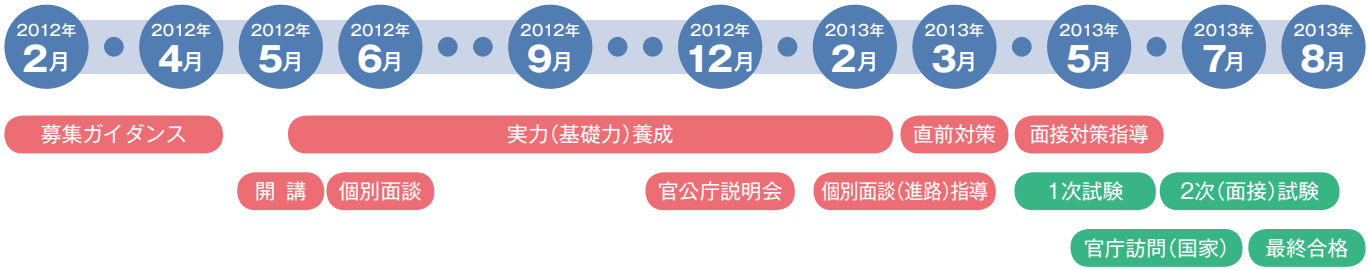 2012年
2月
2012年
4月
2012年
5月
2012年
6月
2012年
9月
2012年
12月
2013年
2月
2013年
3月
2013年
5月
2013年
7月
2013年
8月
募集ガイダンス
実力(基礎力)養成
直前対策
面接対策指導
開 講
個別面談
官公庁説明会
個別面談(進路)指導
1次試験
2次(面接)試験
官庁訪問(国家)
最終合格